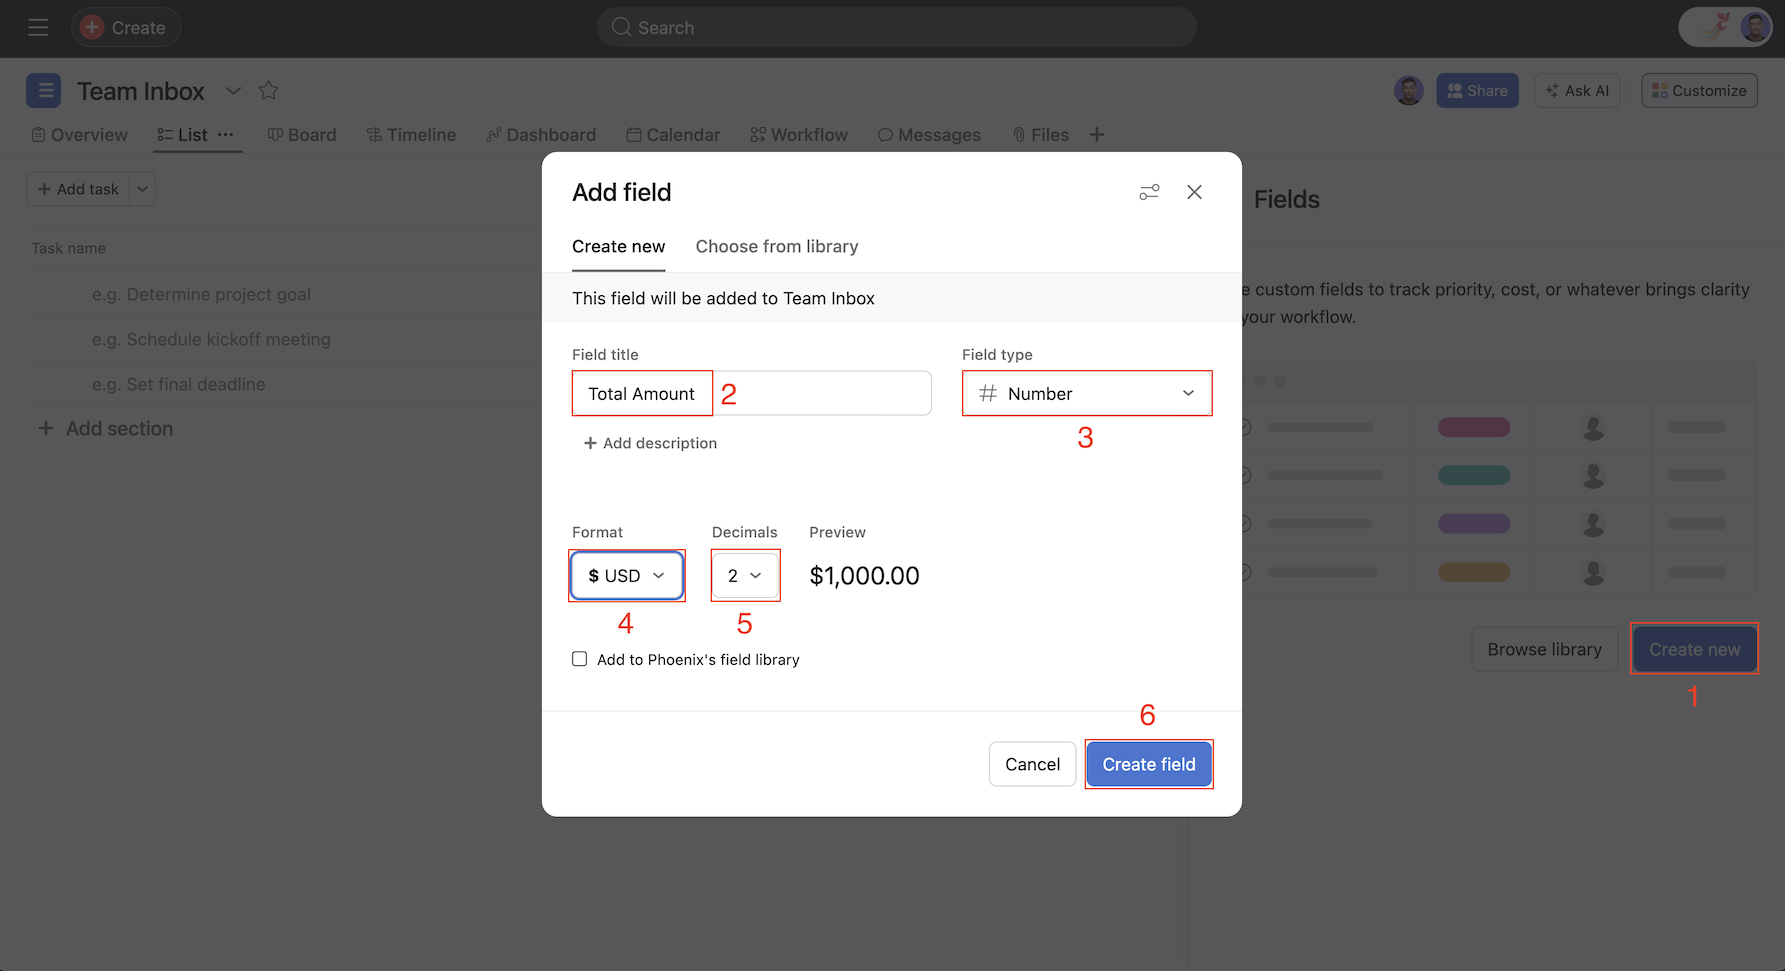 Create
Search
Team Inbox
Share
Ask AI
Customize
Overview
List
Board
Timeline
Dashboard
Calendar
Workflow
Messages
Files
Add task
Task name
e.g. Determine project goal
e.g. Schedule kickoff meeting
e.g. Set final deadline
Add section
Add field
Create new
Choose from library
This field will be added to Team Inbox
Field title
Field type
Total Amount
2
# Number
3
Add description
Format
Decimals
Preview
$ USD
2
$1,000.00
4
5
Add to Phoenix's field library
6
Cancel
Create field
Fields
e custom fields to track priority, cost, or whatever brings clarity
your workflow.
Browse library
Create new
1